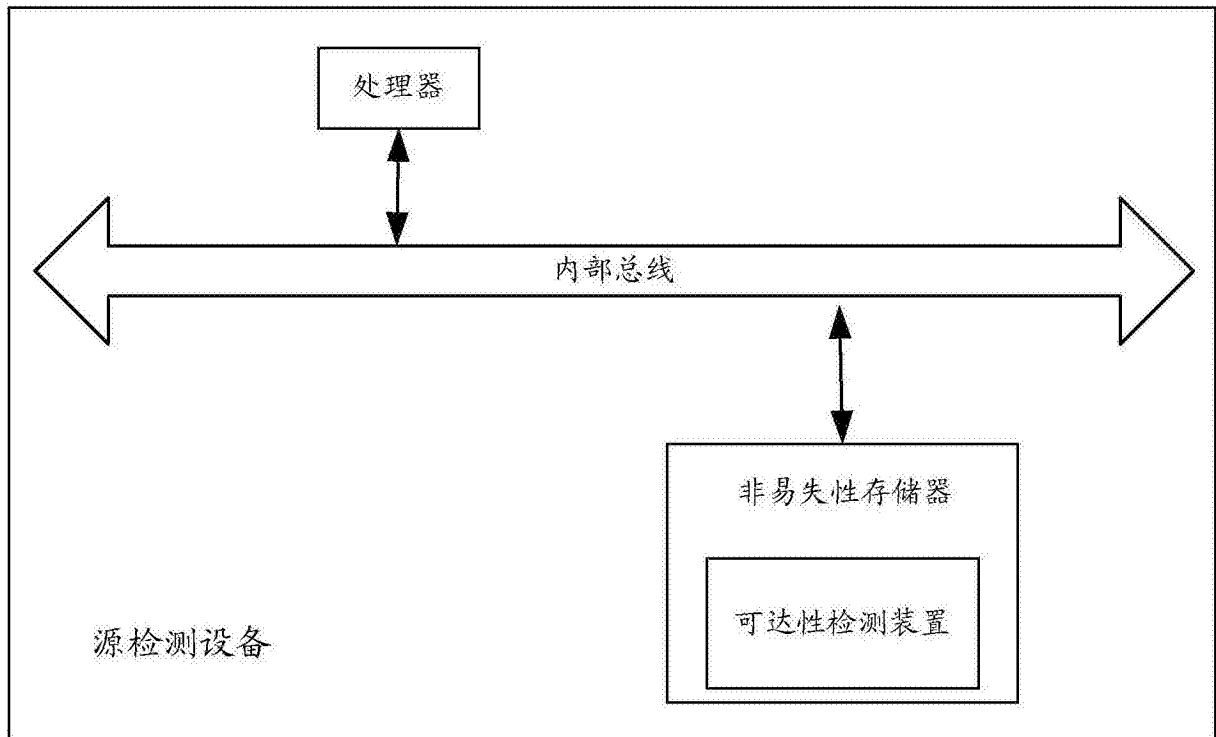 处理器
内部总线
非易失性存储器
可达性检测装置
源检测设备